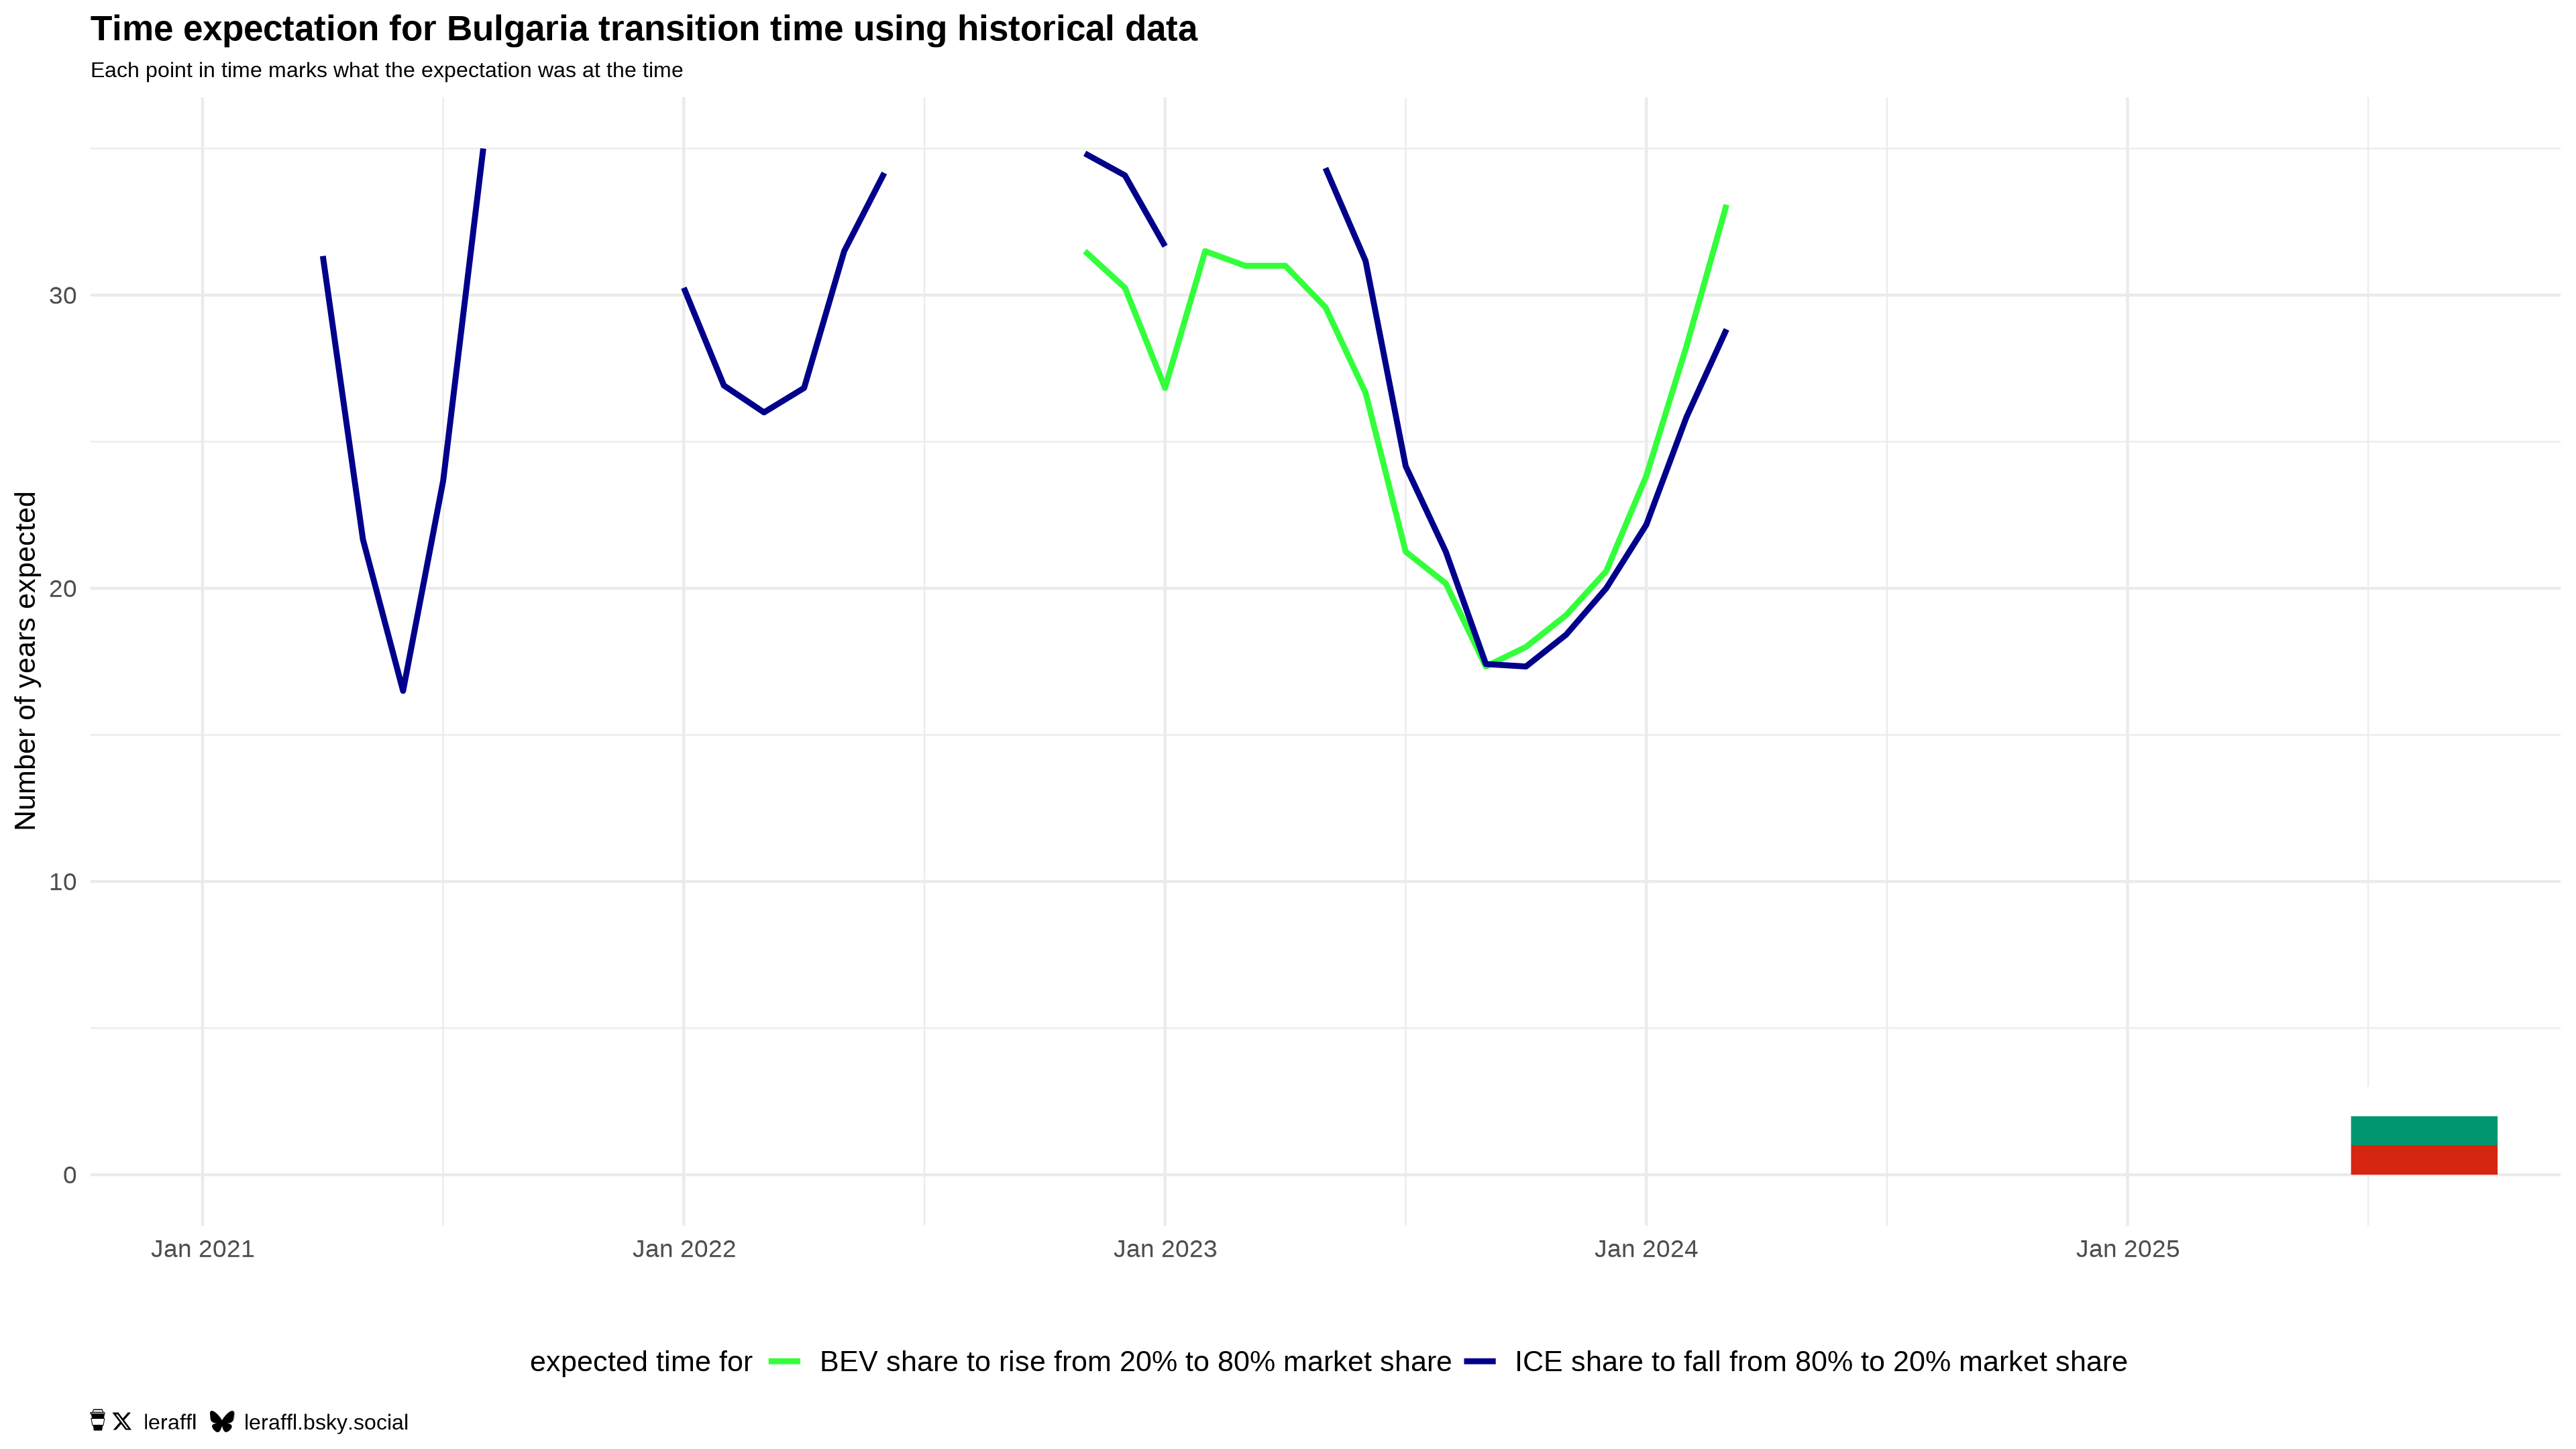 Time expectation for Bulgaria transition time using historical data
Each point in time marks what the expectation was at the time
Number of years expected
30
20
10
0
Jan 2021 Jan 2022 Jan 2023 Jan 2024 Jan 2025
expected time for BEV share to rise from 20% to 80% market share ICE share to fall from 80% to 20% market share
leraffl leraffl.bsky.social